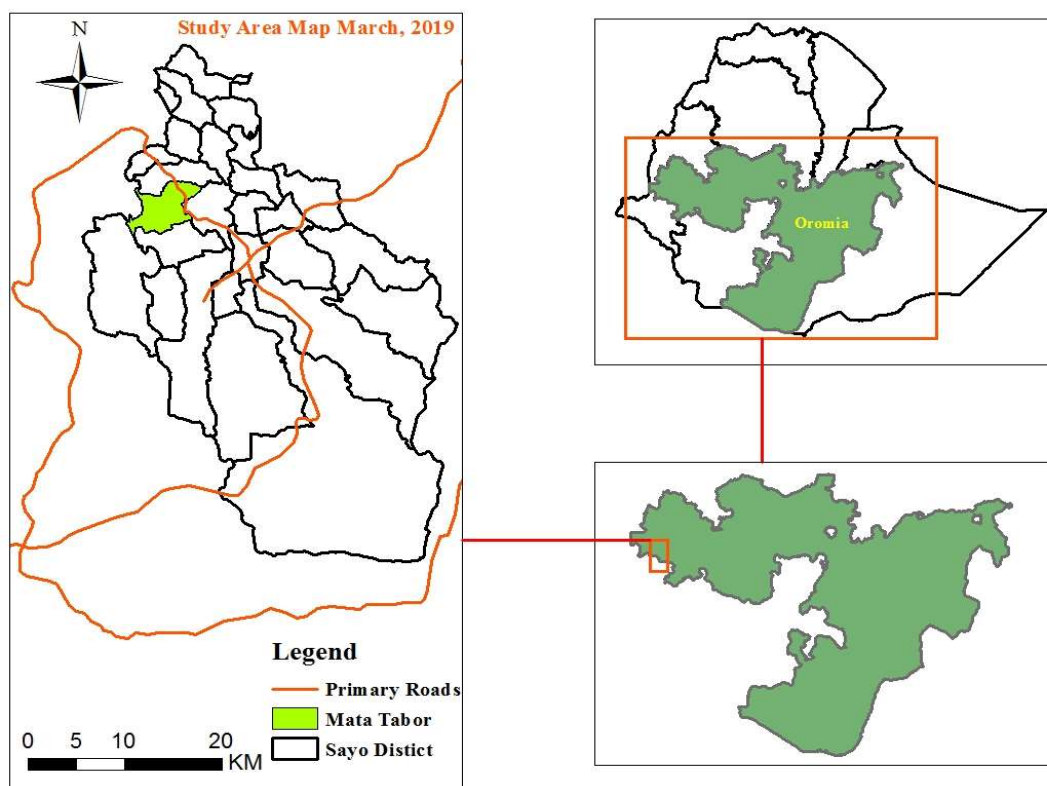 Study Area Map March, 2019
N
Oromia
Legend
Primary Roads
Mata Tabor
Sayo Distict
0 5 10 20
KM